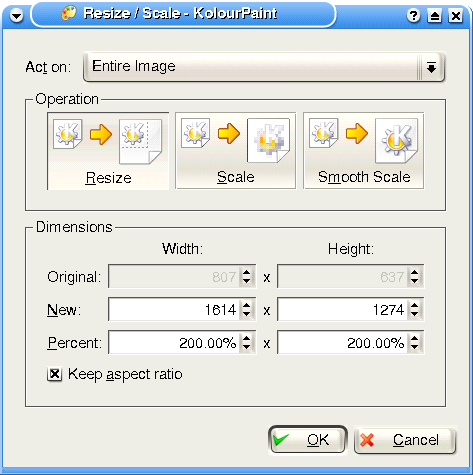 Resize / Scale - KolourPaint
Act on: Entire Image
Operation
Resize Scale Smooth Scale
Dimensions
Width: Height:
Original: 807 x 637
New: 1614 x 1274
Percent: 200.00% x 200.00%
Keep aspect ratio
OK Cancel